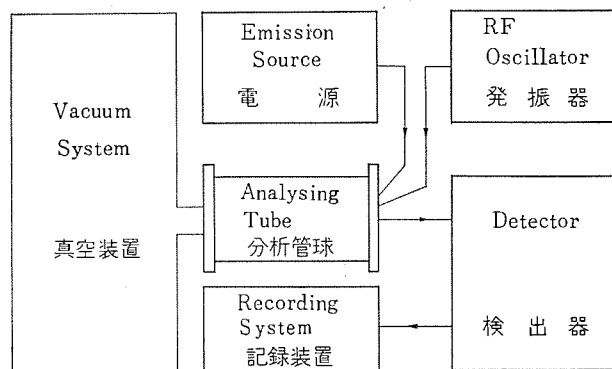 Vacuum
System
真空装置
Emission
Source
電 源
RF
Oscillator
発 振 器
Analysing
Tube
分析管球
Detector
検 出 器
Recording
System
記録装置